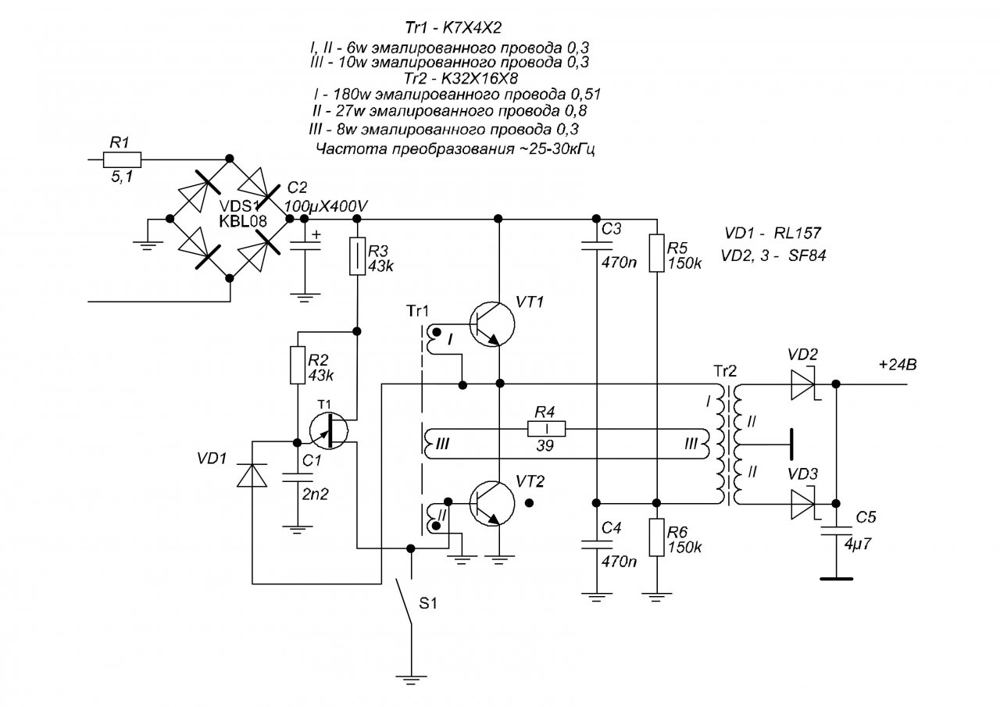 Tr1 - K7X4X2
I, II - 6w эмалированного провода 0,3
III - 10w эмалированного провода 0,3
Tr2 - K32X16X8
I - 180w эмалированного провода 0,51
II - 27w эмалированного провода 0,8
III - 8w эмалированного провода 0,3
Частота преобразования ~25-30кГц
R1
5,1
C2
100µX400V
VDS1
KBL08
+
R3
43k
C3
470n
R5
150k
VD1 - RL157
VD2, 3 - SF84
Tr1
VT1
I
R2
43k
T1
VD1
C1
2n2
R4
39
III
III
Tr2
I
II
II
VD2
+24В
VD3
VT2
II
C4
470n
R6
150k
C5
4µ7
S1